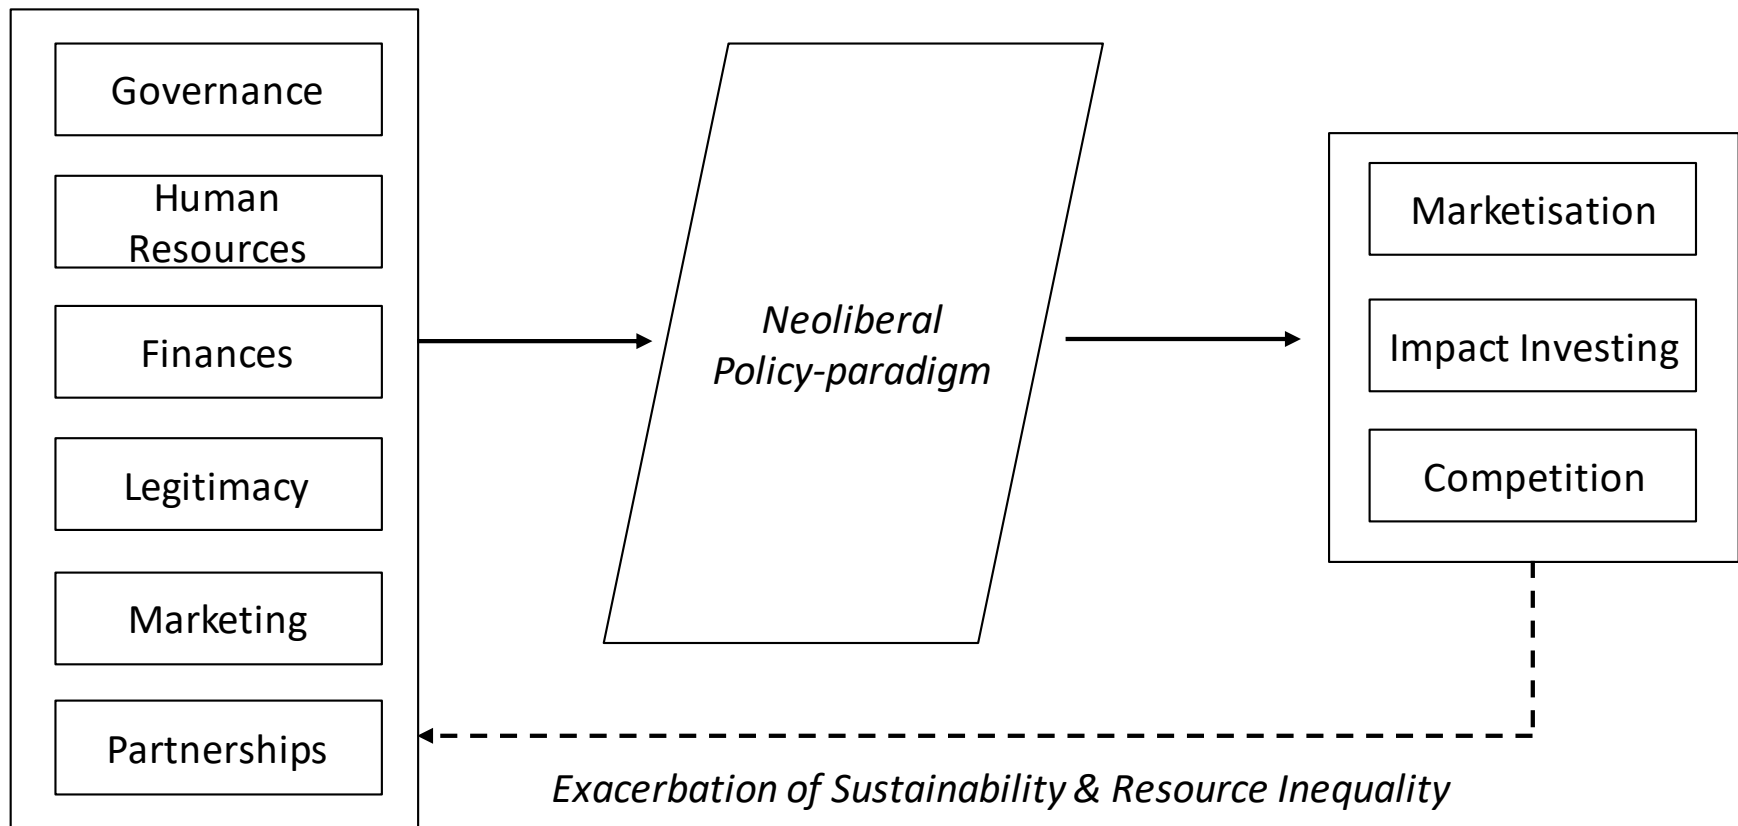 Governance
Human
Resources
Finances
Legitimacy
Marketing
Partnerships
Neoliberal
Policy-paradigm
Marketisation
Impact Investing
Competition
Exacerbation of Sustainability & Resource Inequality